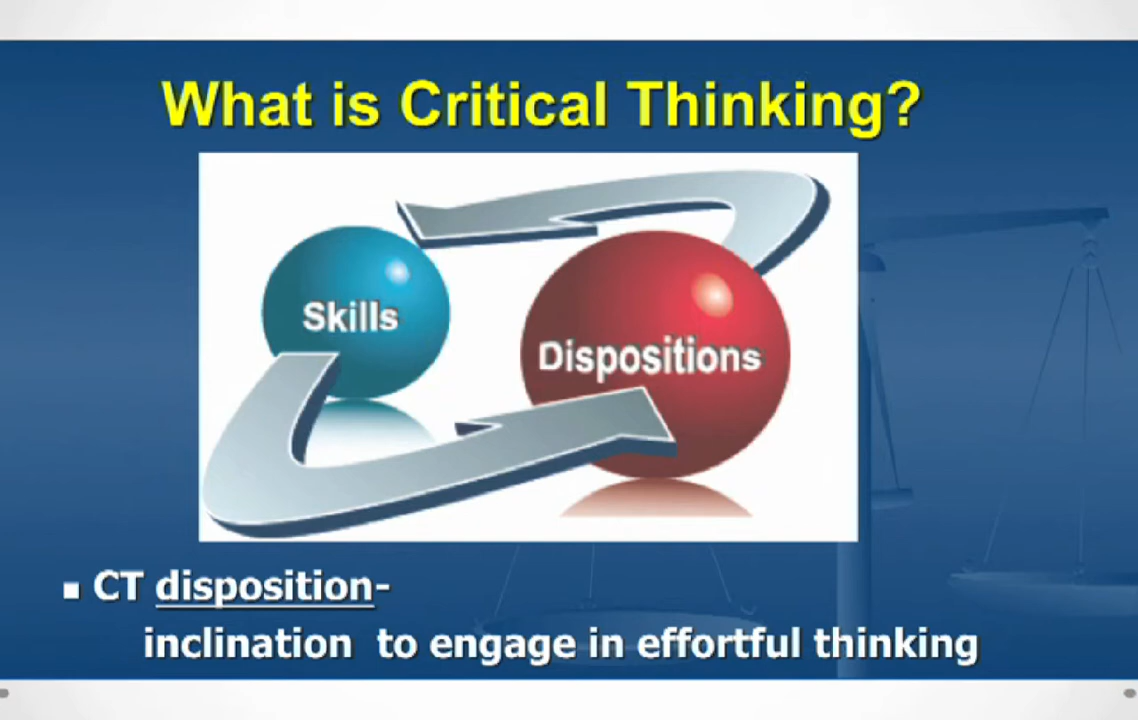 What is Critical Thinking?
Skills
Dispositions
▪ CT disposition-
inclination to engage in effortful thinking